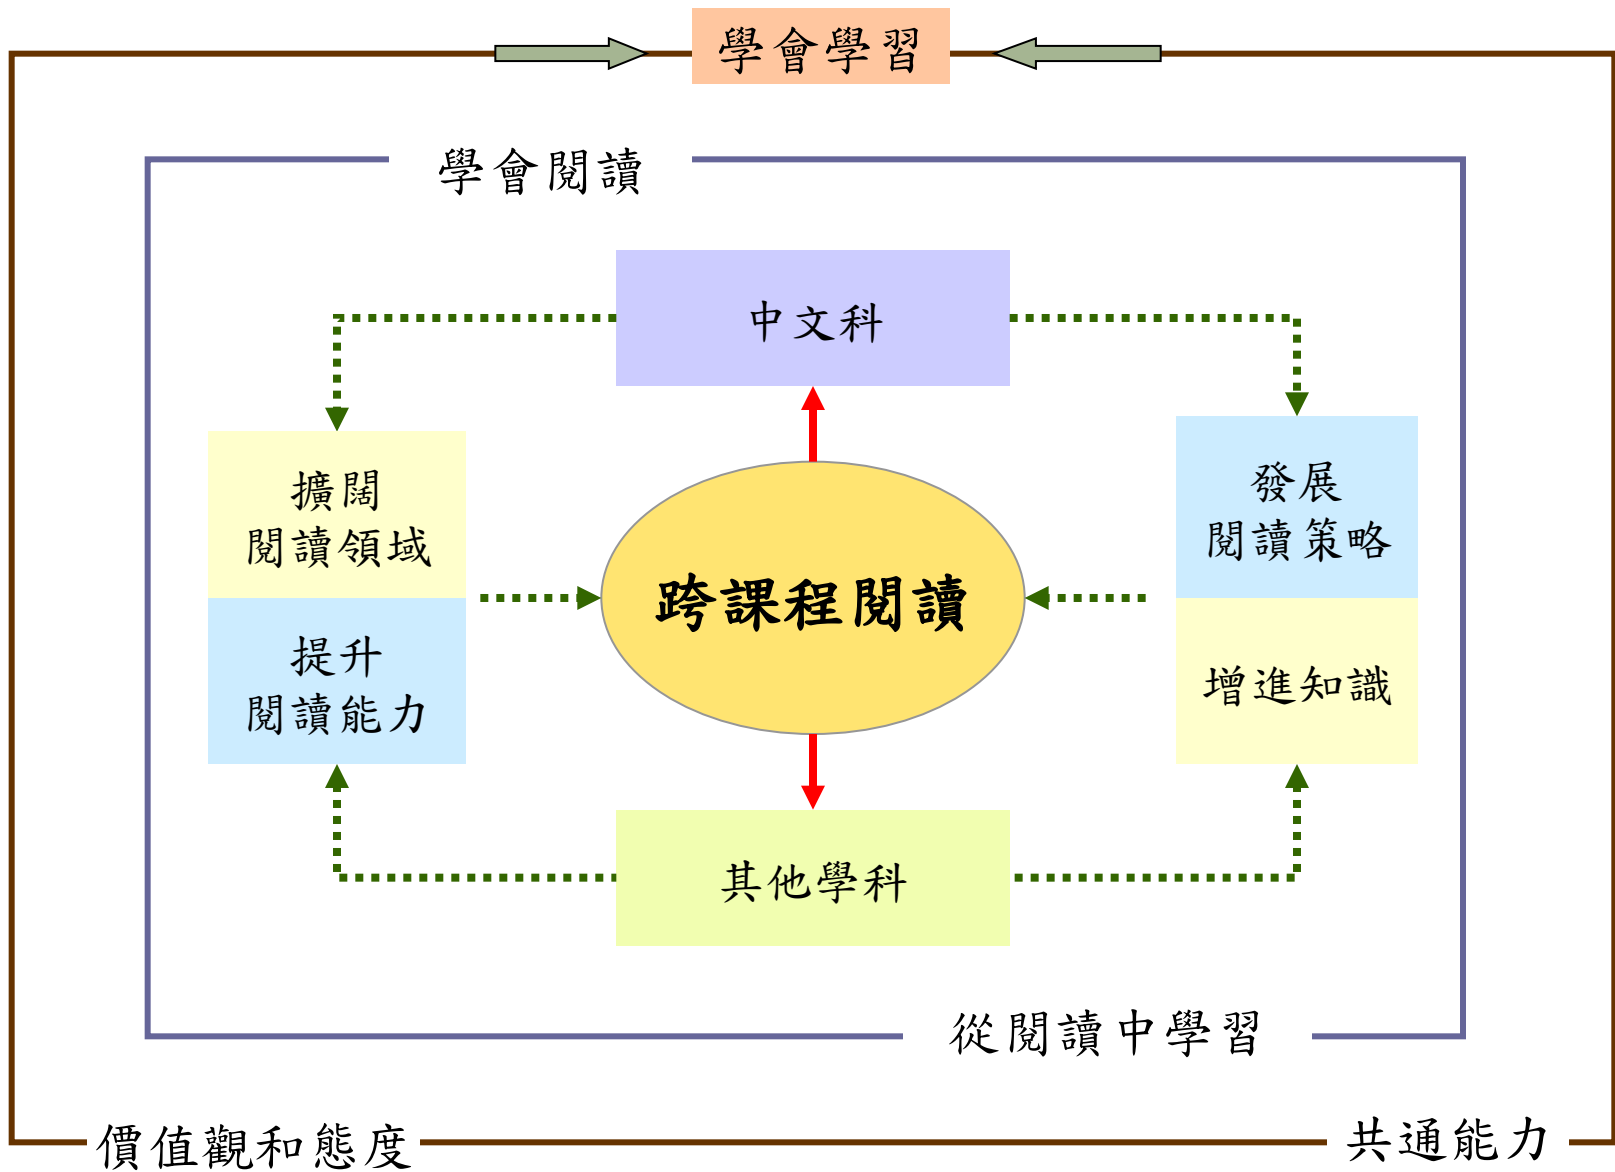 學會學習
學會閱讀
中文科
擴闊
閱讀領域
發展
閱讀策略
跨課程閱讀
提升
閱讀能力
增進知識
其他學科
從閱讀中學習
價值觀和態度
共通能力